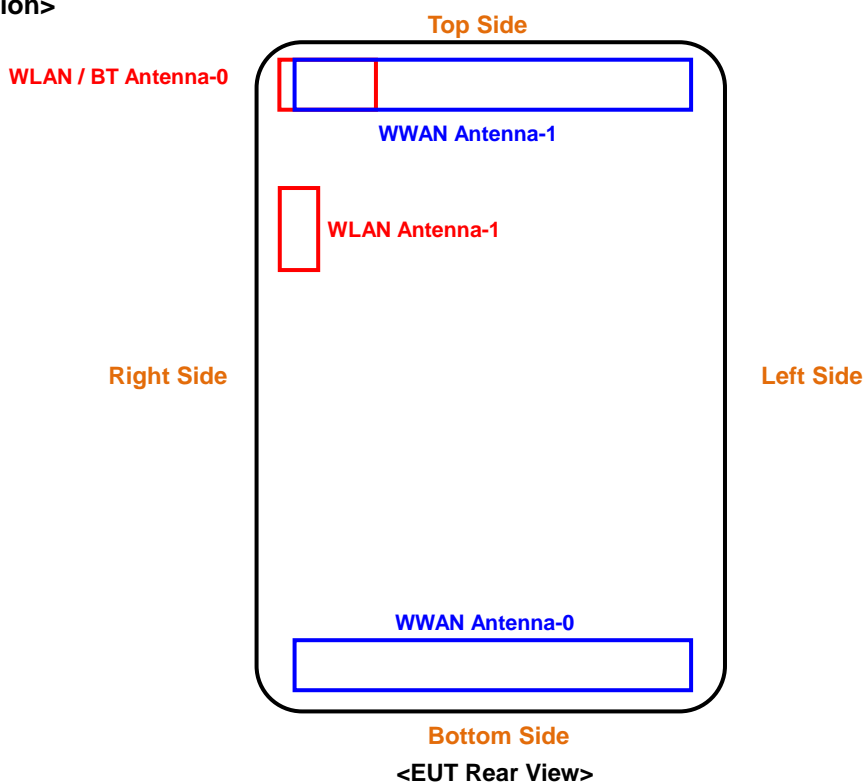 Top Side
WLAN / BT Antenna-0
WWAN Antenna-1
WLAN Antenna-1
Right Side
Left Side
WWAN Antenna-0
Bottom Side
<EUT Rear View>